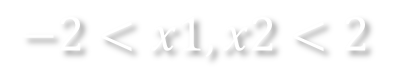 −2 < x1, x2 < 2